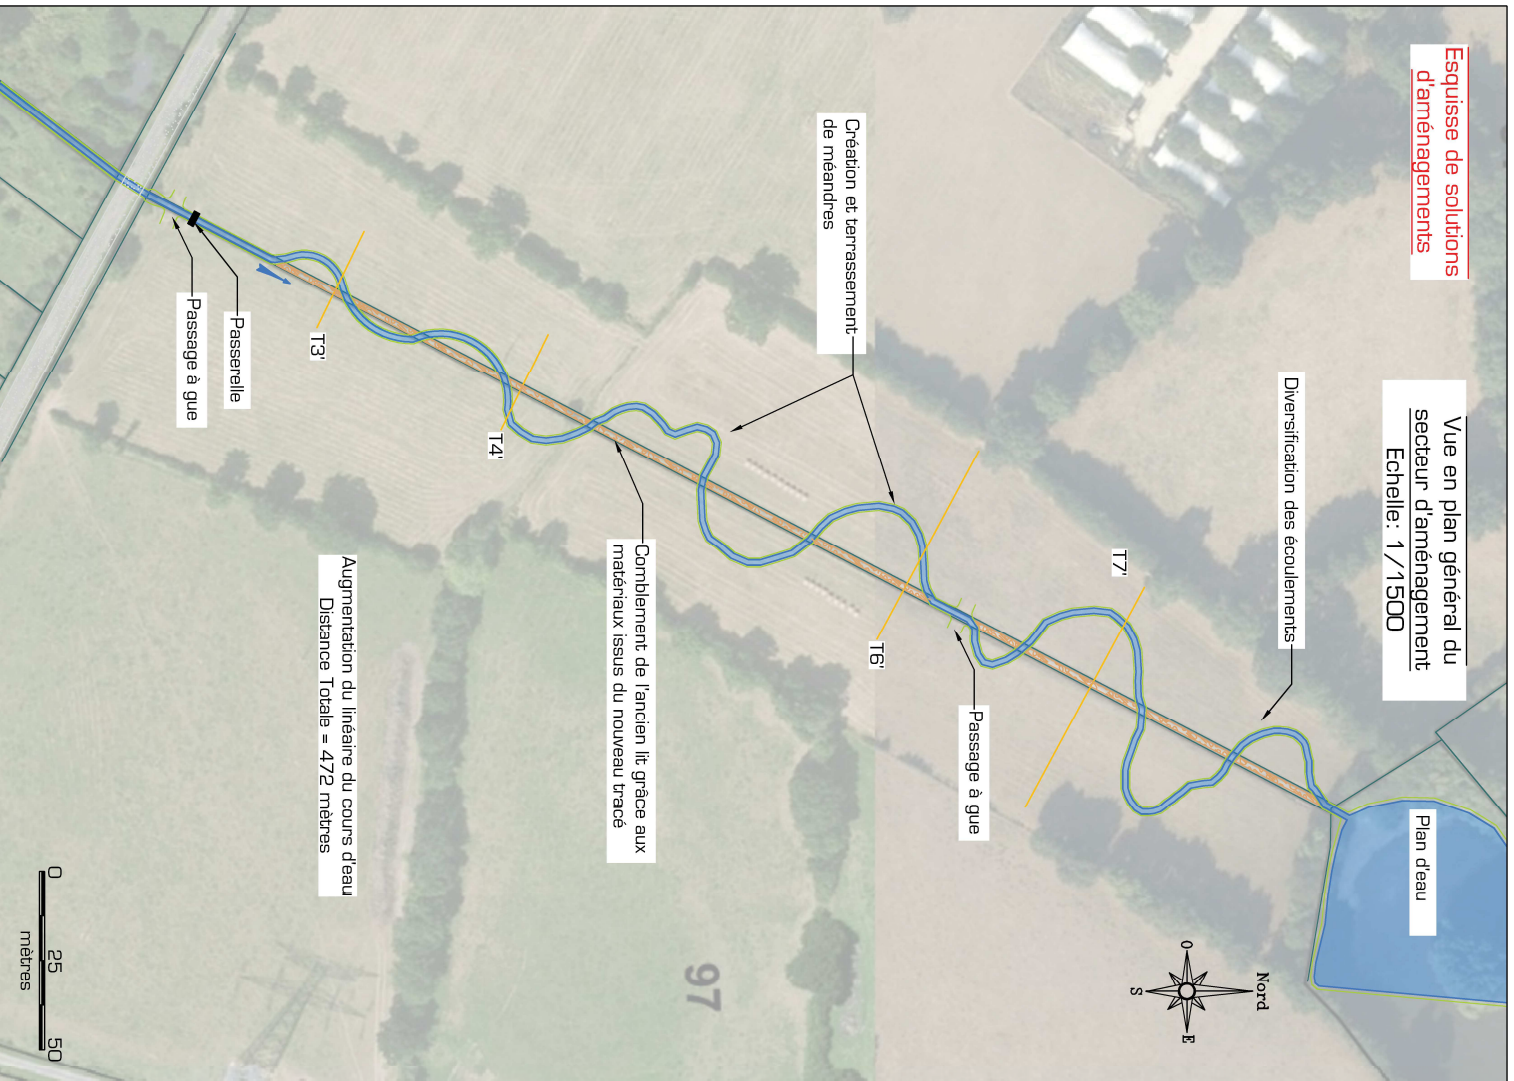 Esquisse de solutions
d'aménagements
Vue en plan général du
secteur d'aménagement
Echelle: 1/1500
Plan d'eau
Diversification des écoulements
Nord
O
E
S
T7'
Passage à gue
Création et terrassement
de méandres
T6'
97
Comblement de l'ancien lit grâce aux
matériaux issus du nouveau tracé
T4'
Augmentation du linéaire du cours d'eau
Distance Totale = 472 mètres
T3'
Passerelle
Passage à gue
0 25 50
mètres